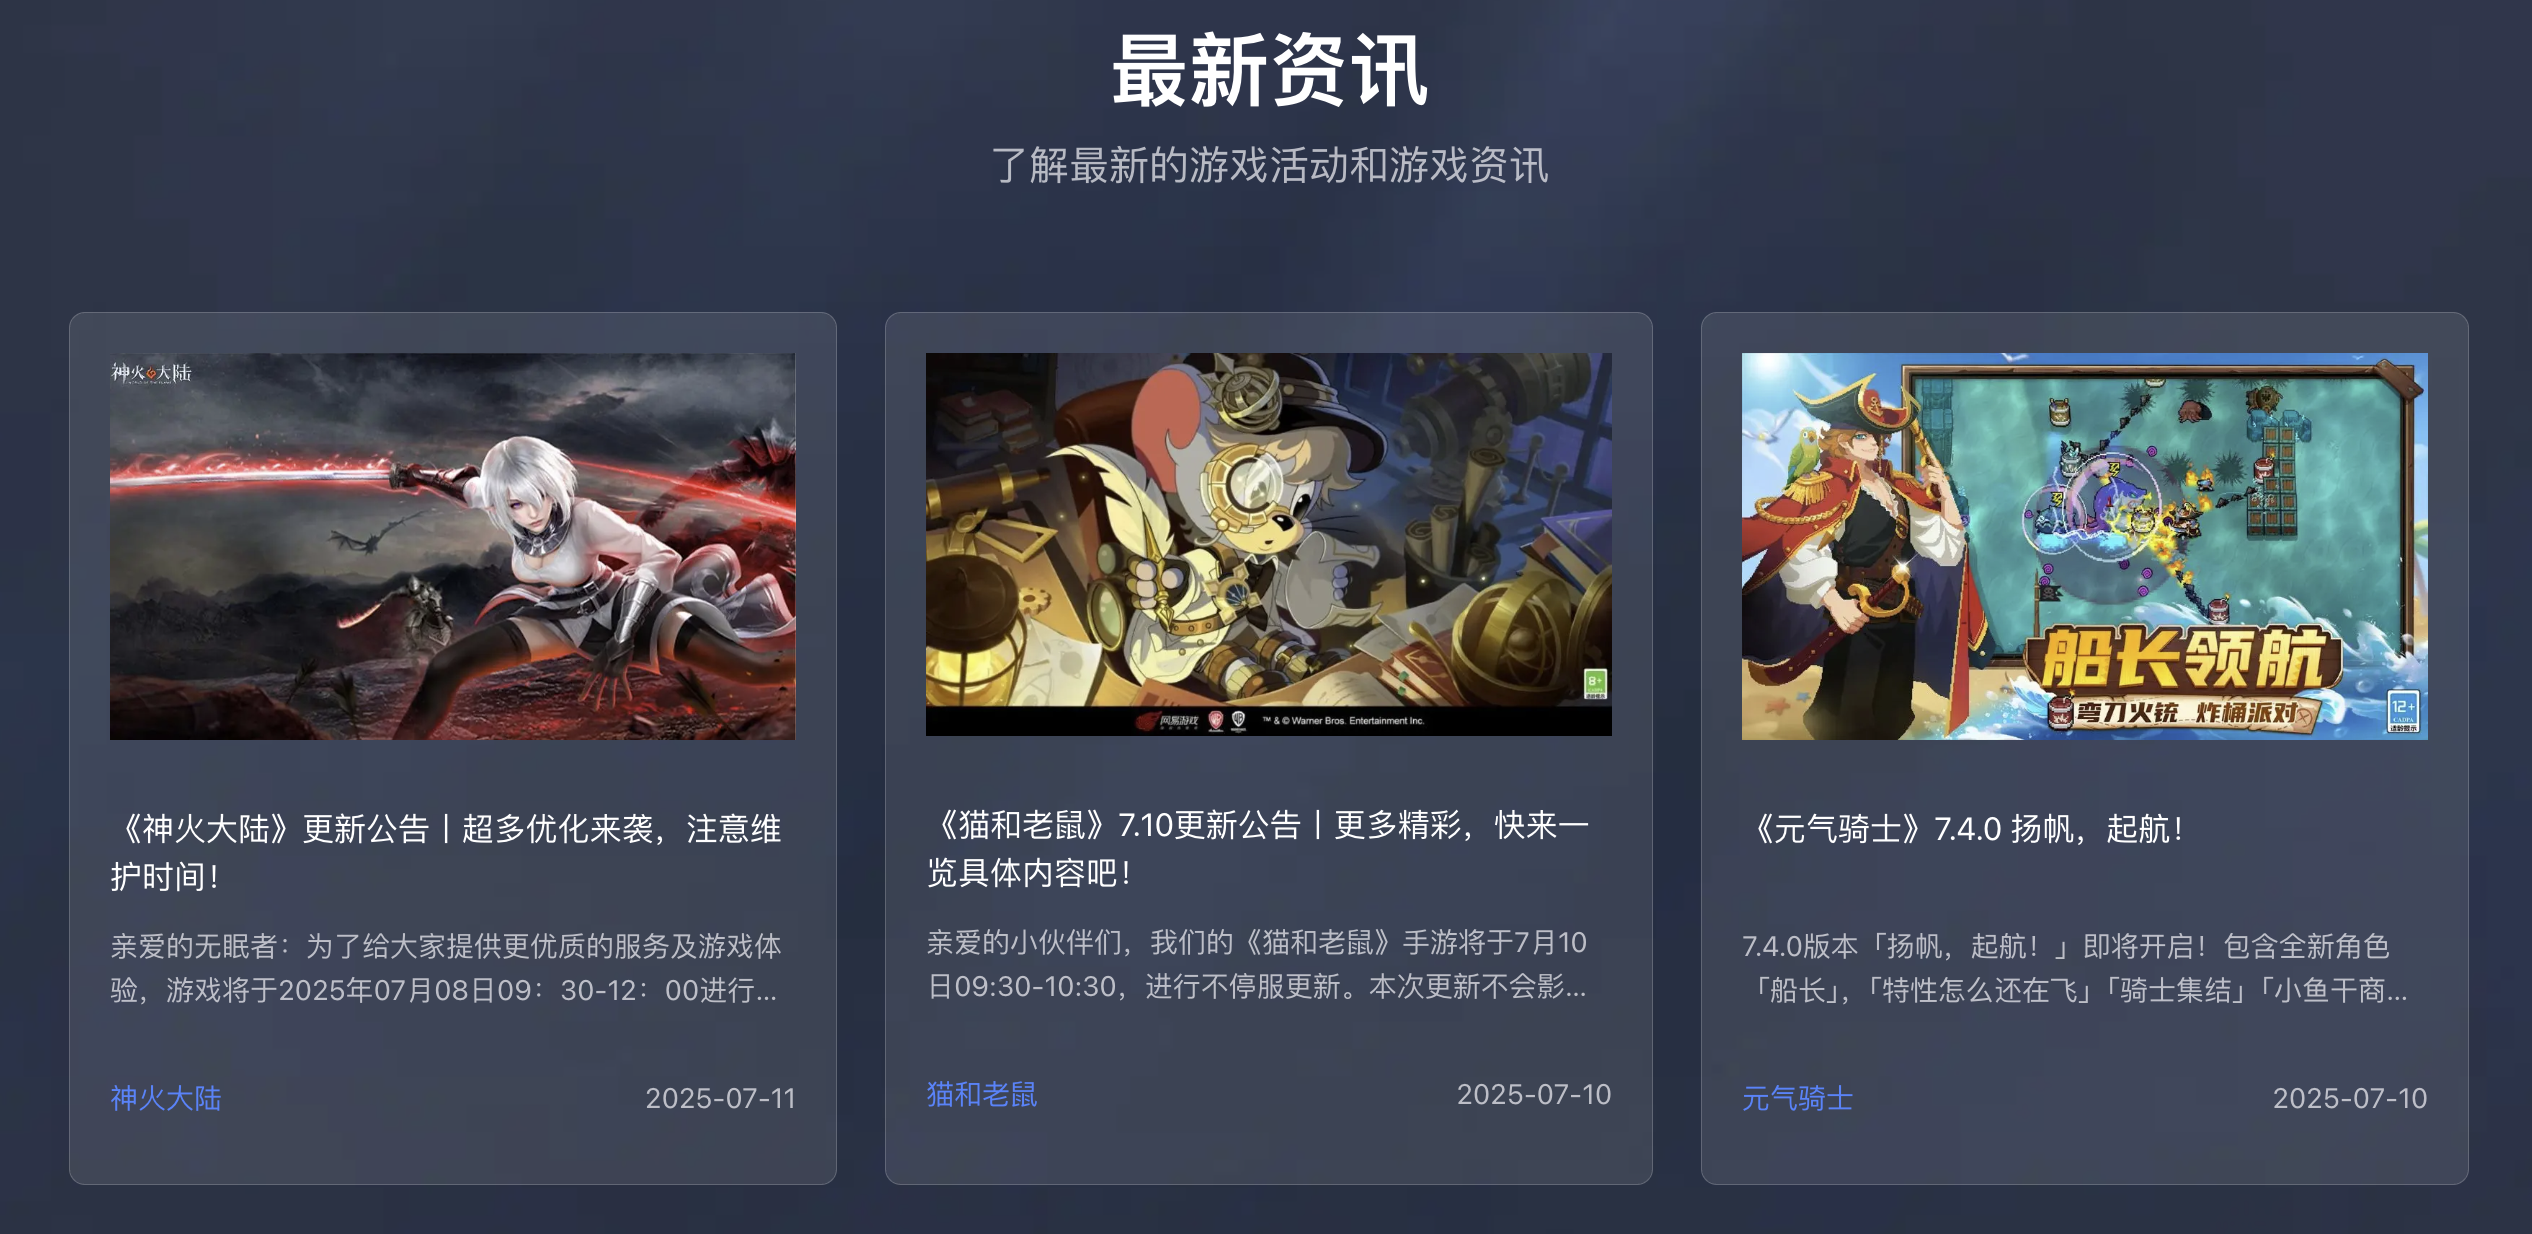 最新资讯
了解最新的游戏活动和游戏资讯
神火大陆
《神火大陆》更新公告丨超多优化来袭，注意维
护时间！
亲爱的无眠者：为了给大家提供更优质的服务及游戏体
验，游戏将于2025年07月08日09：30-12：00进行...
神火大陆
2025-07-11
8+
网易游戏
™ & © Warner Bros. Entertainment Inc.
《猫和老鼠》7.10更新公告丨更多精彩，快来一
览具体内容吧！
亲爱的小伙伴们，我们的《猫和老鼠》手游将于7月10
日09:30-10:30，进行不停服更新。本次更新不会影...
猫和老鼠
2025-07-10
船长领航
弯刀火铳 炸桶派对
12+
CADPA
适龄提示
《元气骑士》7.4.0 扬帆，起航！
7.4.0版本「扬帆，起航！」即将开启！包含全新角色
「船长」，「特性怎么还在飞」「骑士集结」「小鱼干商...
元气骑士
2025-07-10